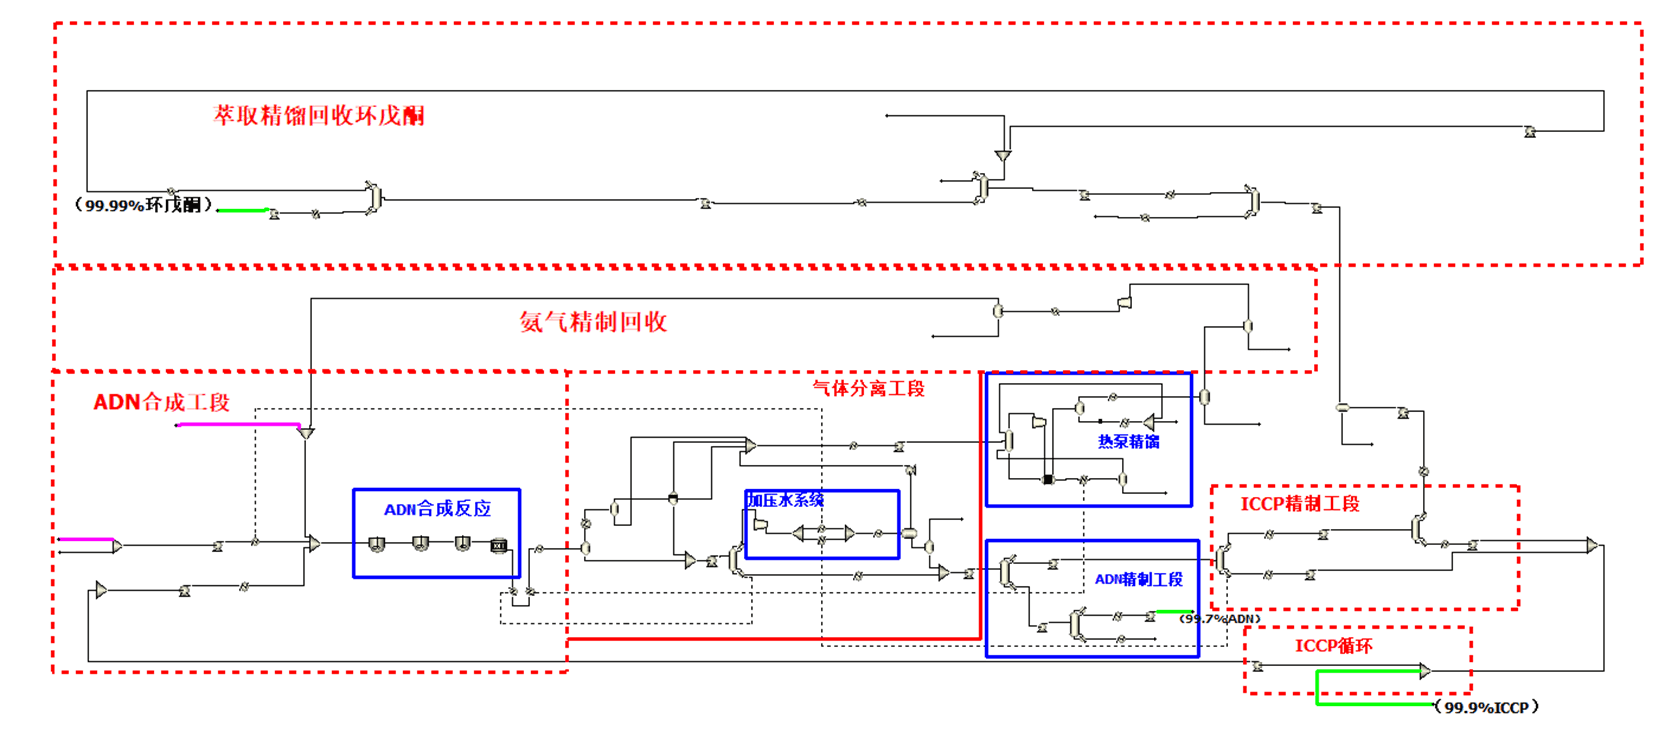 萃取精馏回收环戊酮
（99.99%环戊酮）
氨气精制回收
气体分离工段
ADN合成工段
热泵精馏
加压水系统
ICCP精制工段
ADN合成反应
ADN精制工段
（99.7%ADN）
ICCP循环
（99.9%ICCP）